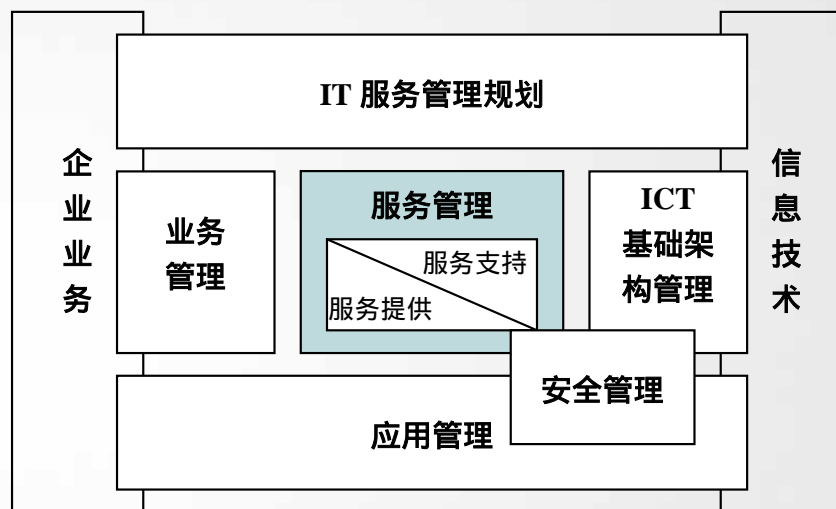 IT 服务管理规划
企
业
业
务
业务
管理
服务管理
服务支持
服务提供
ICT
基础架
构管理
信
息
技
术
安全管理
应用管理